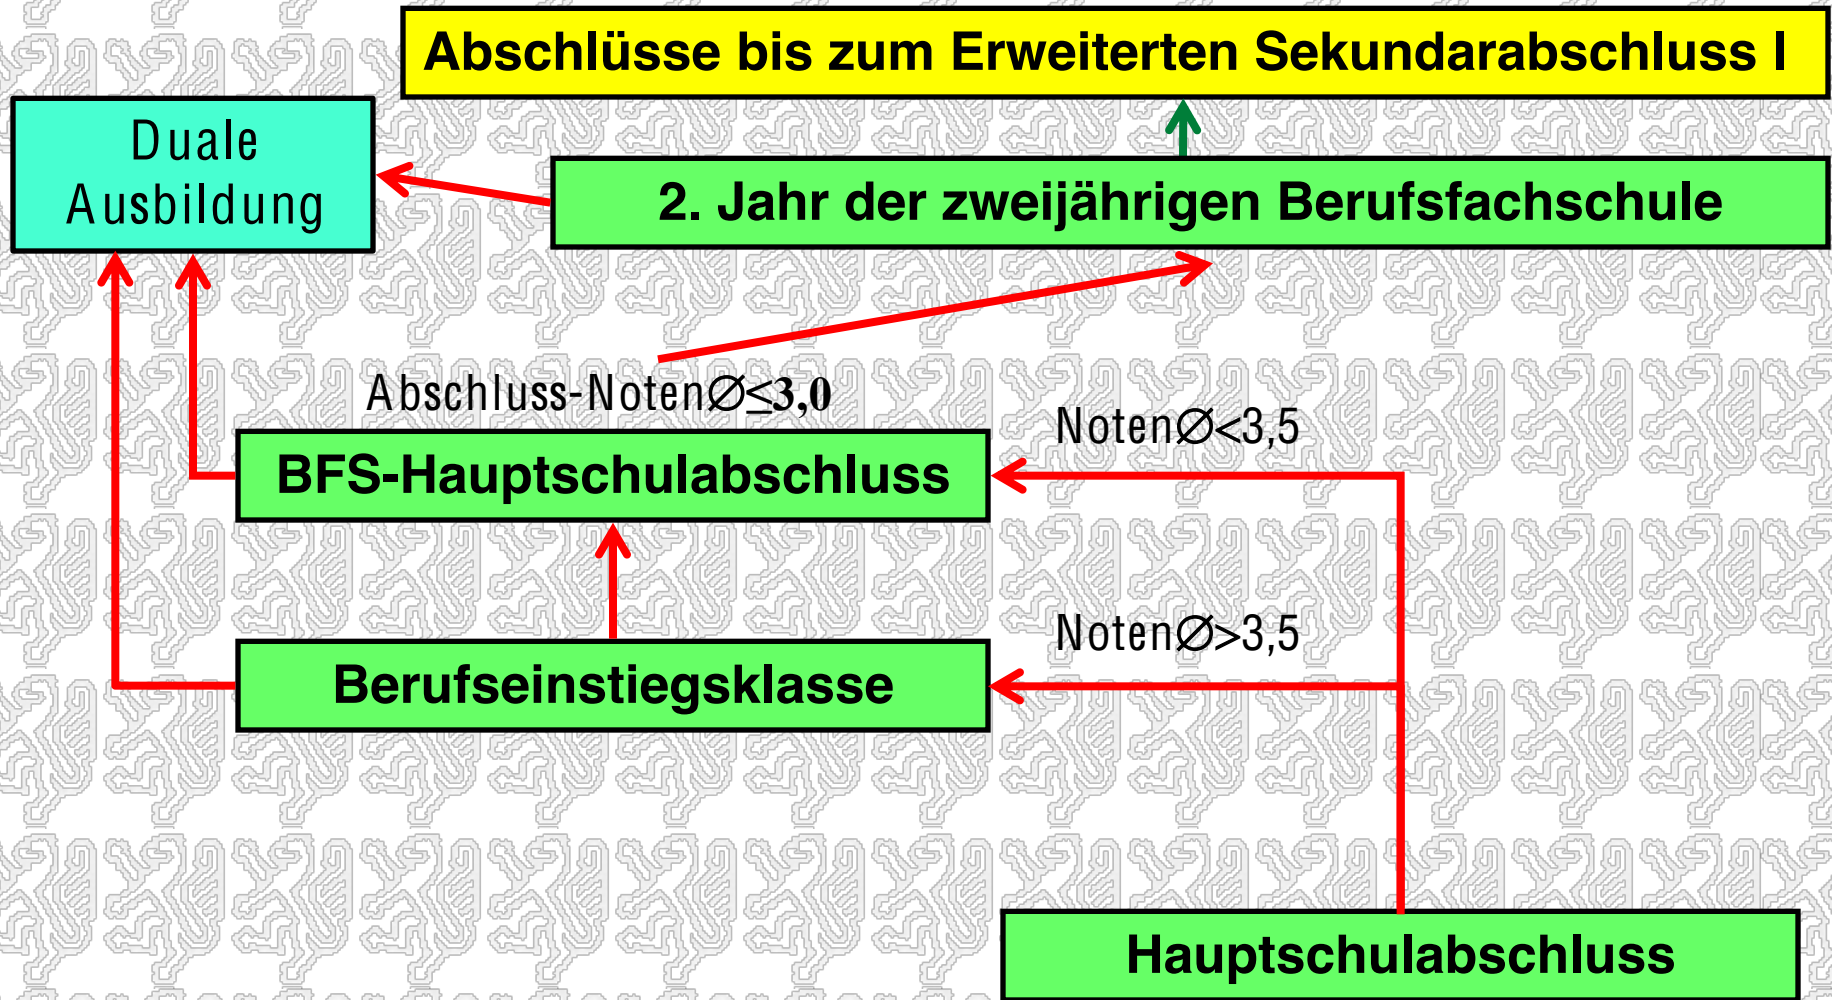 Abschlüsse bis zum Erweiterten Sekundarabschluss I
Duale
Ausbildung
2. Jahr der zweijährigen Berufsfachschule
Abschluss-Noten∅≤3,0
Noten∅<3,5
BFS-Hauptschulabschluss
Noten∅>3,5
Berufseinstiegsklasse
Hauptschulabschluss